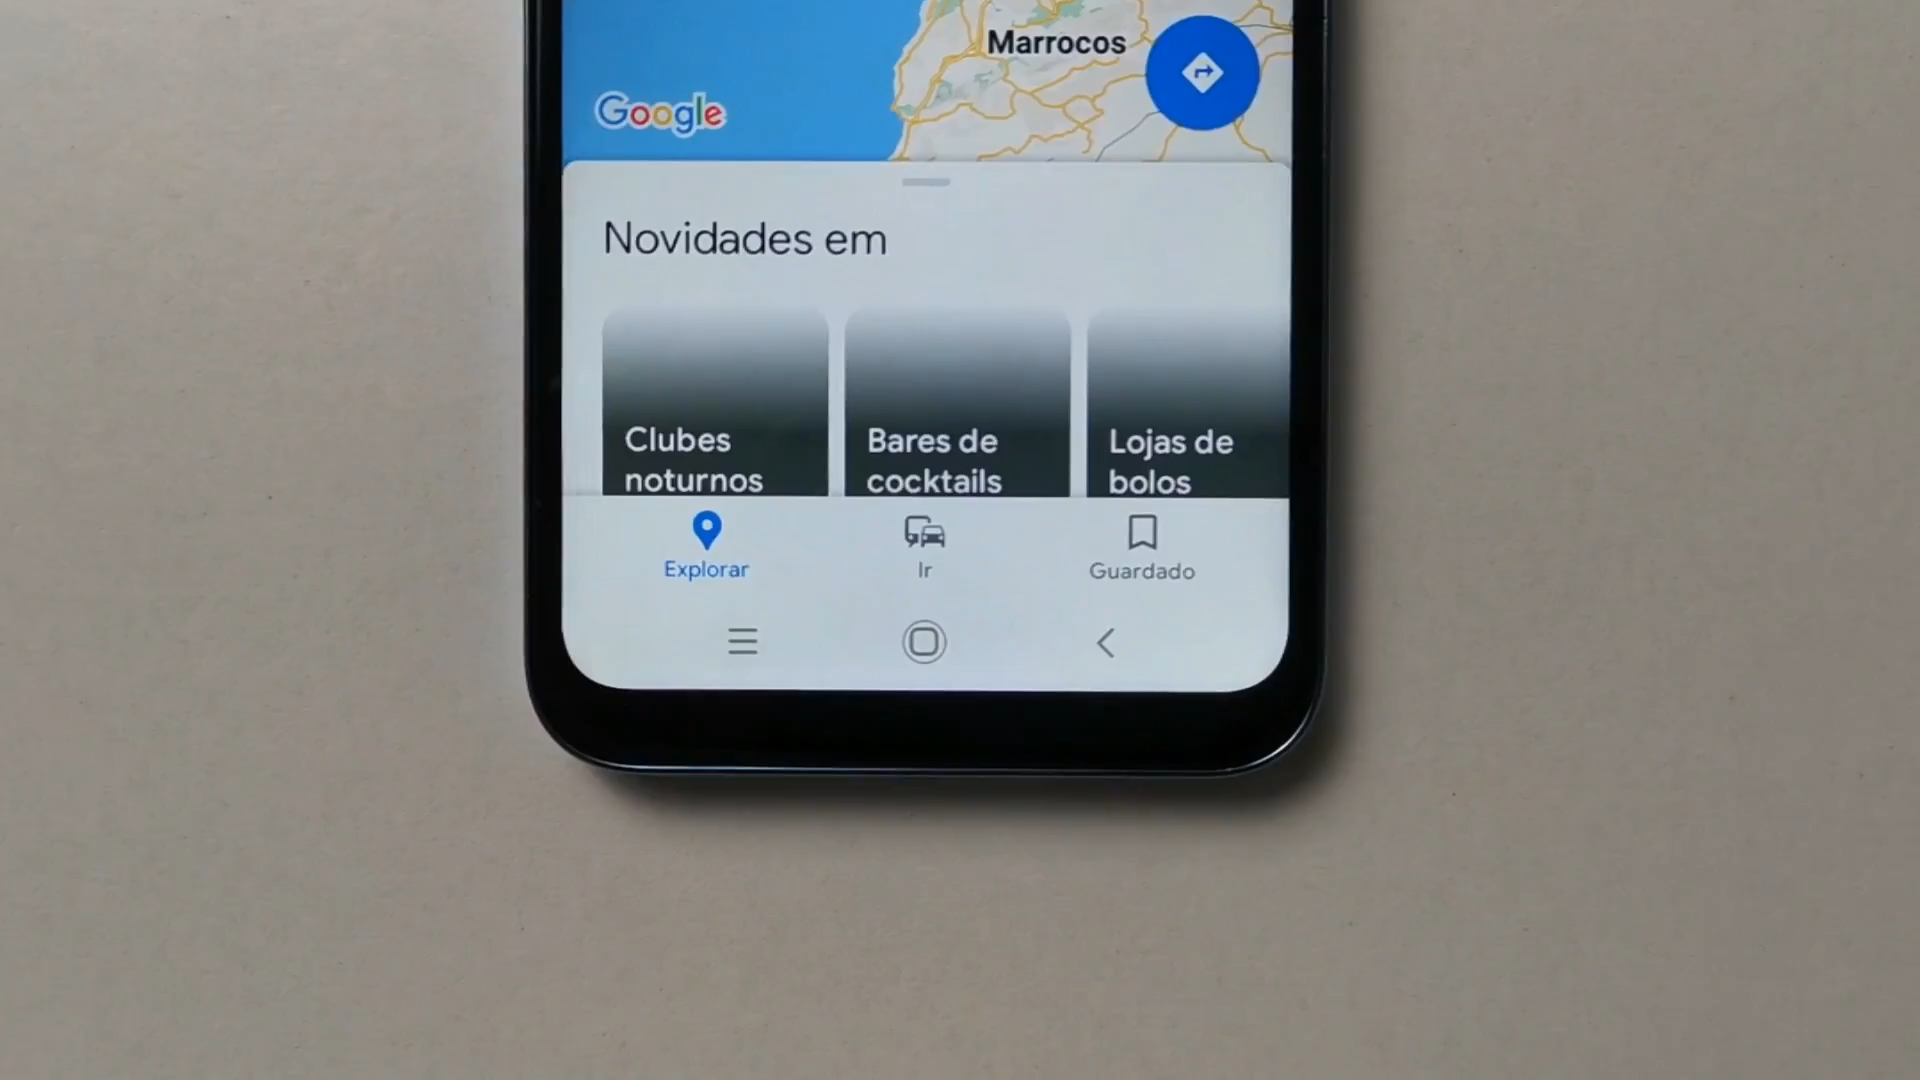 Marrocos
Google
Novidades em
Clubes
noturnos
Bares de
cocktails
Lojas de
bolos
Explorar
Ir
Guardado